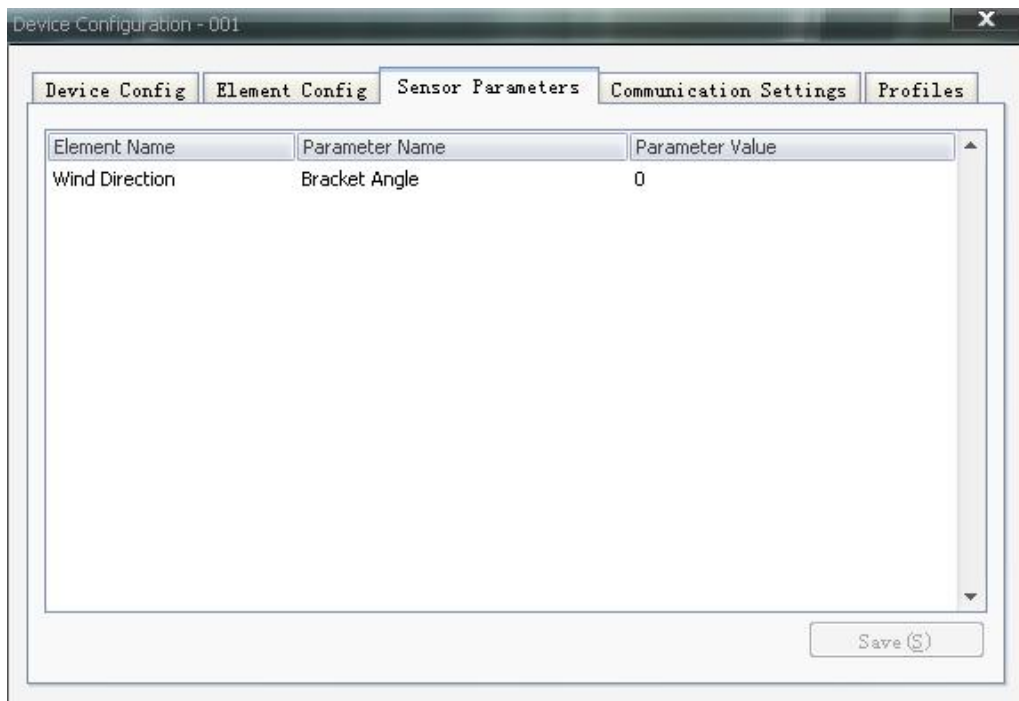 Device Configuration - 001
X
Device Config Element Config Sensor Parameters Communication Settings Profiles
Element Name Parameter Name Parameter Value
Wind Direction Bracket Angle 0
Save(S)